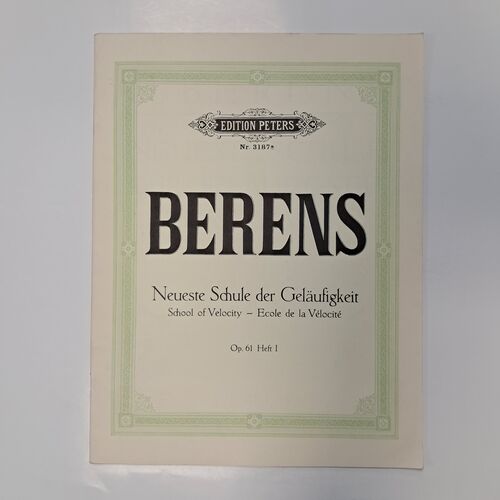 EDITION PETERS
Nr. 3187a
BERENS
Neueste Schule der Geläufigkeit
School of Velocity – Ecole de la Vélocité
Op. 61 Heft I